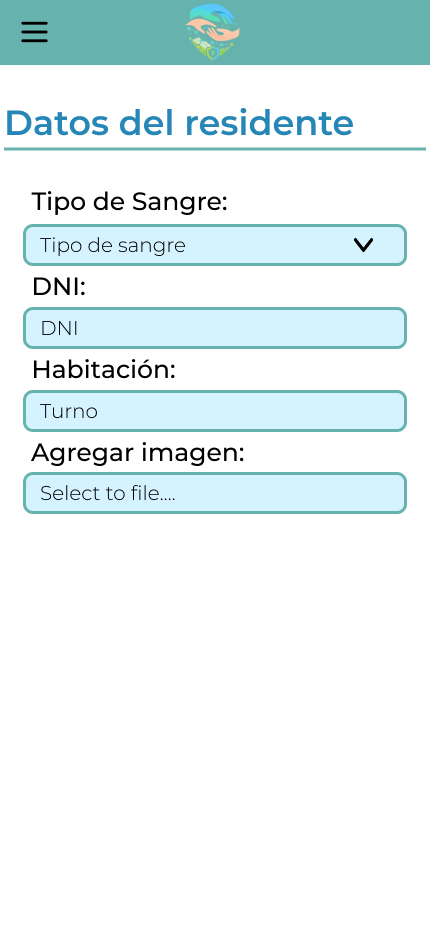 Datos del residente
Tipo de Sangre:
Tipo de sangre
DNI:
DNI
Habitación:
Turno
Agregar imagen:
Select to file....